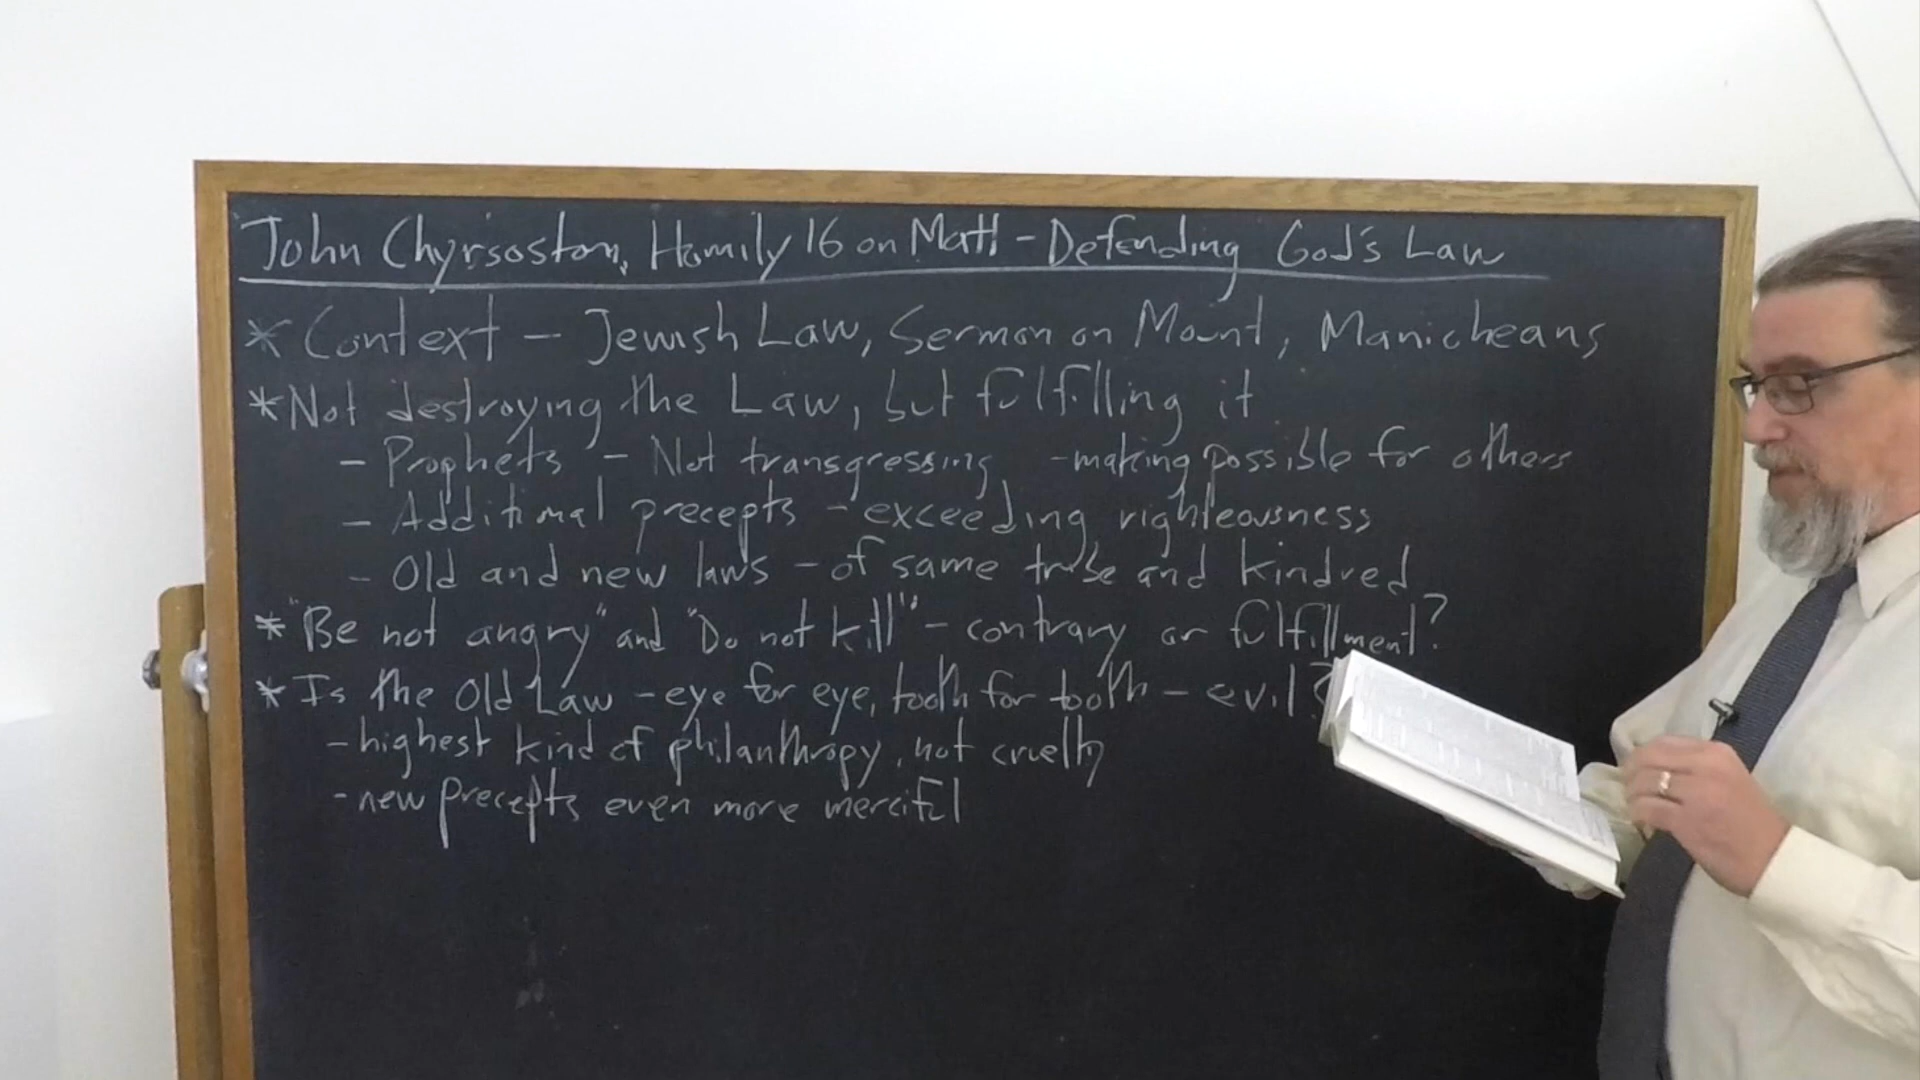 John Chyrsostom, Homily 16 on Matt - Defending God's Law
* Context - Jewish Law, Sermon on Mount, Manicheans
* Not destroying the Law, but fulfilling it
- Prophets - Not transgressing - making possible for others
- Additional precepts - exceeding righteousness
- Old and new laws - of same tribe and kindred
* "Be not angry" and "Do not kill" - contrary or fulfillment?
* Is the Old Law - eye for eye, tooth for tooth - evil?
- highest kind of philanthropy, not cruelty
- new precepts even more merciful